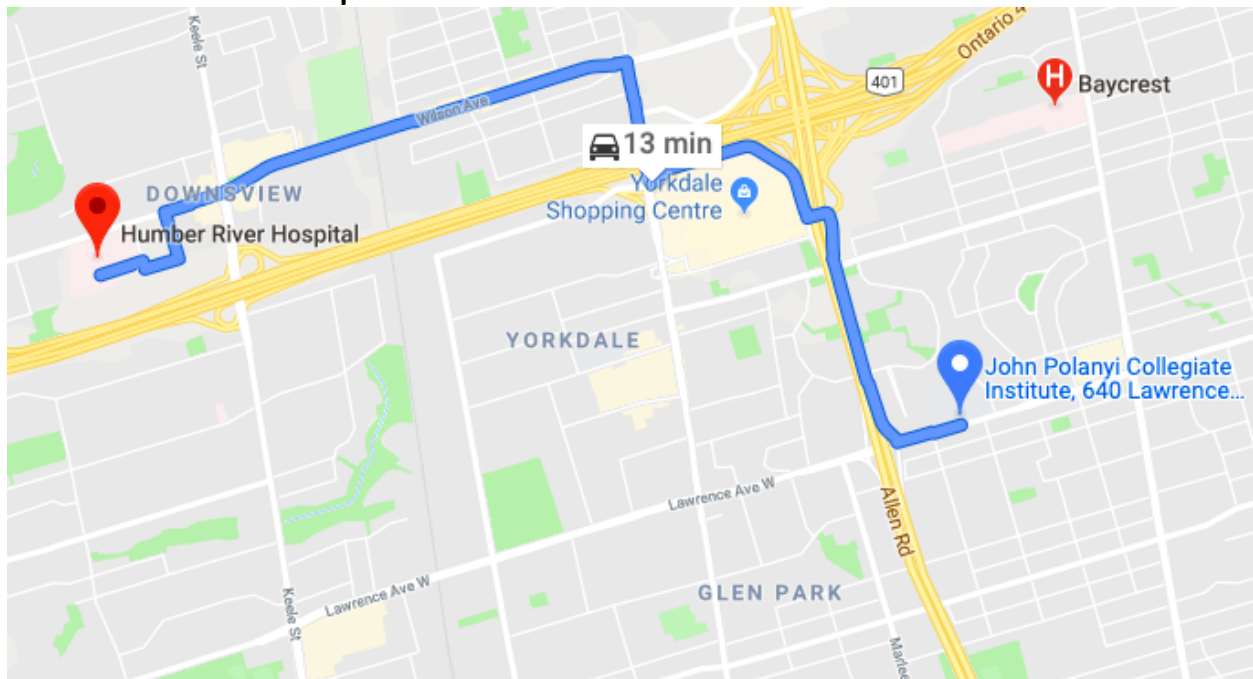 Keele St
Ontario 4
401
Baycrest
Wilson Ave
13 min
DOWNSVIEW
Yorkdale
Shopping Centre
Humber River Hospital
YORKDALE
John Polanyi Collegiate
Institute, 640 Lawrence...
Lawrence Ave W
Allen Rd
Lawrence Ave W
Keele St
GLEN PARK
Marlee
H